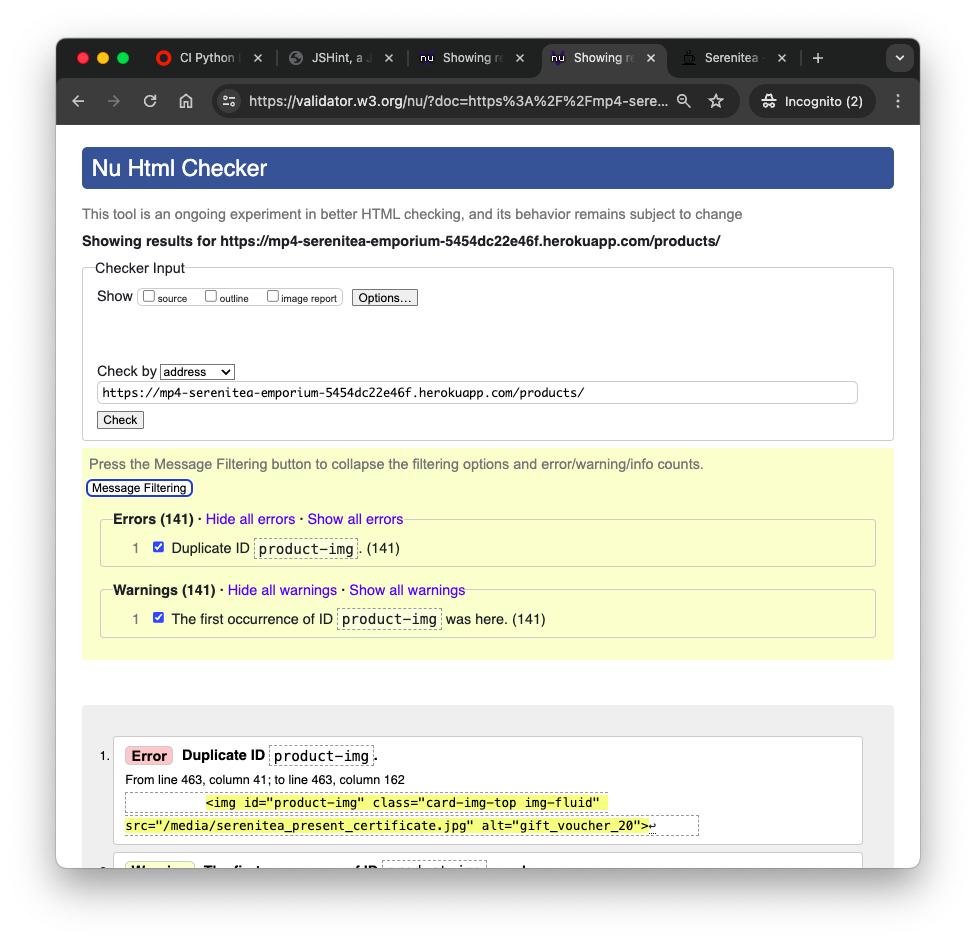 CI Python
JSHint, a J
Showing re
Showing re
Serenitea
https://validator.w3.org/nu/?doc=https%3A%2F%2Fmp4-sere...
Incognito (2)
Nu Html Checker
This tool is an ongoing experiment in better HTML checking, and its behavior remains subject to change
Showing results for https://mp4-serenitea-emporium-5454dc22e46f.herokuapp.com/products/
Checker Input
Show source outline image report Options...
Check by address
https://mp4-serenitea-emporium-5454dc22e46f.herokuapp.com/products/
Check
Press the Message Filtering button to collapse the filtering options and error/warning/info counts.
Message Filtering
Errors (141) · Hide all errors · Show all errors
1 Duplicate ID product-img. (141)
Warnings (141) · Hide all warnings · Show all warnings
1 The first occurrence of ID product-img was here. (141)
1. Error Duplicate ID product-img.
From line 463, column 41; to line 463, column 162
<img id="product-img" class="card-img-top img-fluid"
src="/media/serenitea_present_certificate.jpg" alt="gift_voucher_20">↩